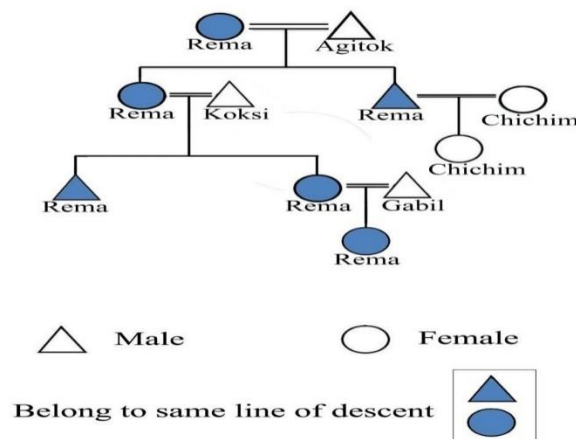 Rema Agitok
Rema Koksi Rema Chichim
Chichim
Rema Rema Gabil
Rema
Male Female
Belong to same line of descent